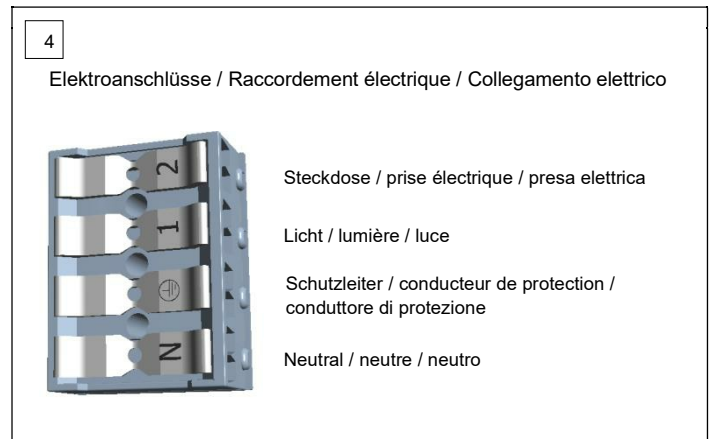 4
Elektroanschlüsse / Raccordement électrique / Collegamento elettrico
2
Steckdose / prise électrique / presa elettrica
1
Licht / lumière / luce
Schutzleiter / conducteur de protection /
conduttore di protezione
N
Neutral / neutre / neutro